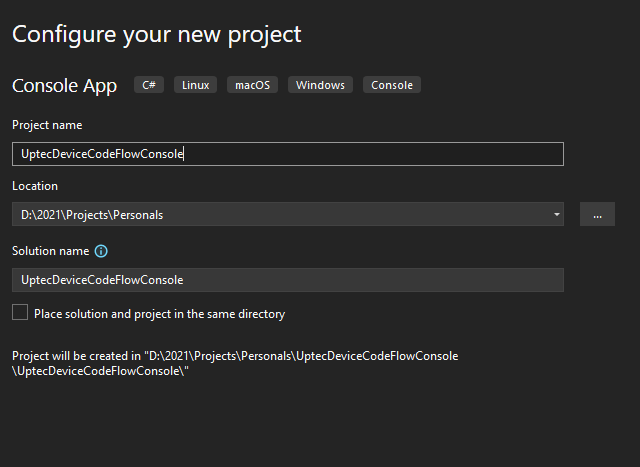 Configure your new project
Console App C# Linux macOS Windows Console
Project name
UptecDeviceCodeFlowConsole
Location
D:\2021\Projects\Personals ...
Solution name
UptecDeviceCodeFlowConsole
Place solution and project in the same directory
Project will be created in "D:\2021\Projects\Personals\UptecDeviceCodeFlowConsole
\UptecDeviceCodeFlowConsole\"